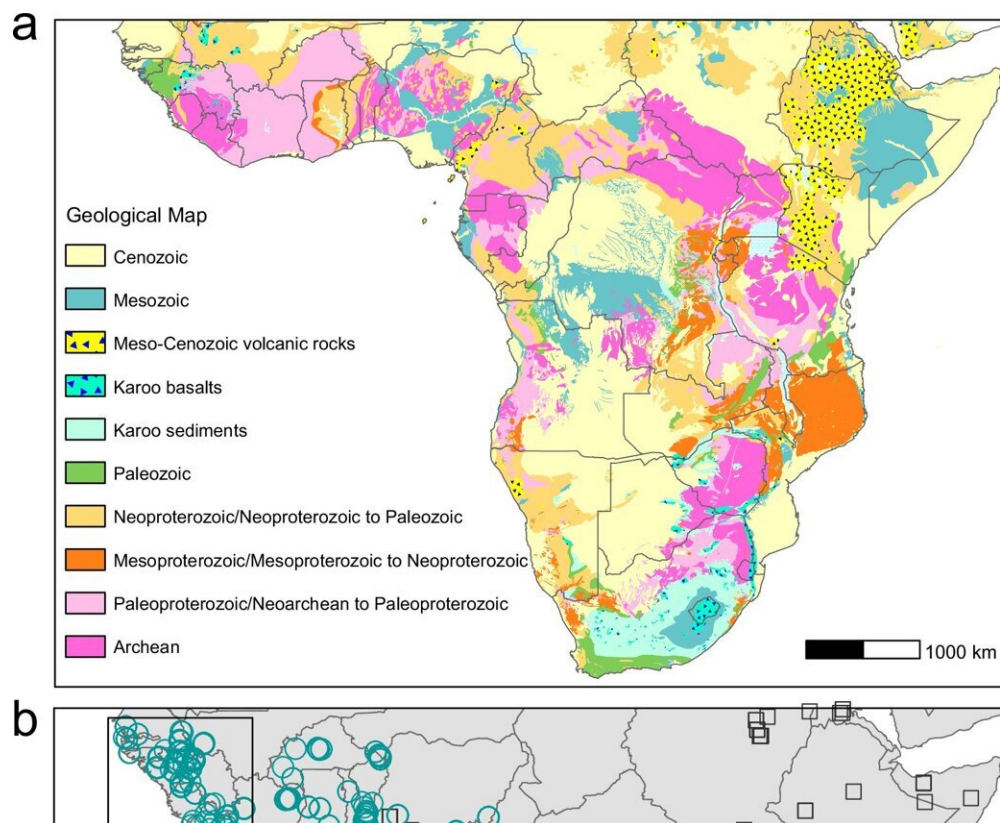 a
Geological Map
Cenozoic
Mesozoic
Meso-Cenozoic volcanic rocks
Karoo basalts
Karoo sediments
Paleozoic
Neoproterozoic/Neoproterozoic to Paleozoic
Mesoproterozoic/Mesoproterozoic to Neoproterozoic
Paleoproterozoic/Neoarchean to Paleoproterozoic
Archean
1000 km
b